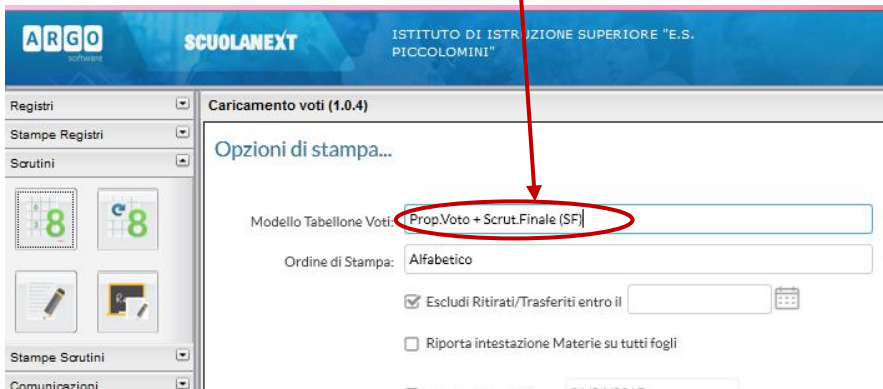 ARGO
software
SCUOLANEXT
ISTITUTO DI ISTRUZIONE SUPERIORE "E.S.
PICCOLOMINI"
Registri
Stampe Registri
Scrutini
8
8
Stampe Scrutini
Comunicazioni
Caricamento voti (1.0.4)
Opzioni di stampa...
Modello Tabellone Voti: Prop.Voto + Scrut.Finale (SF)
Ordine di Stampa: Alfabetico
Escludi Ritirati/Trasferiti entro il
Riporta intestazione Materie su tutti fogli